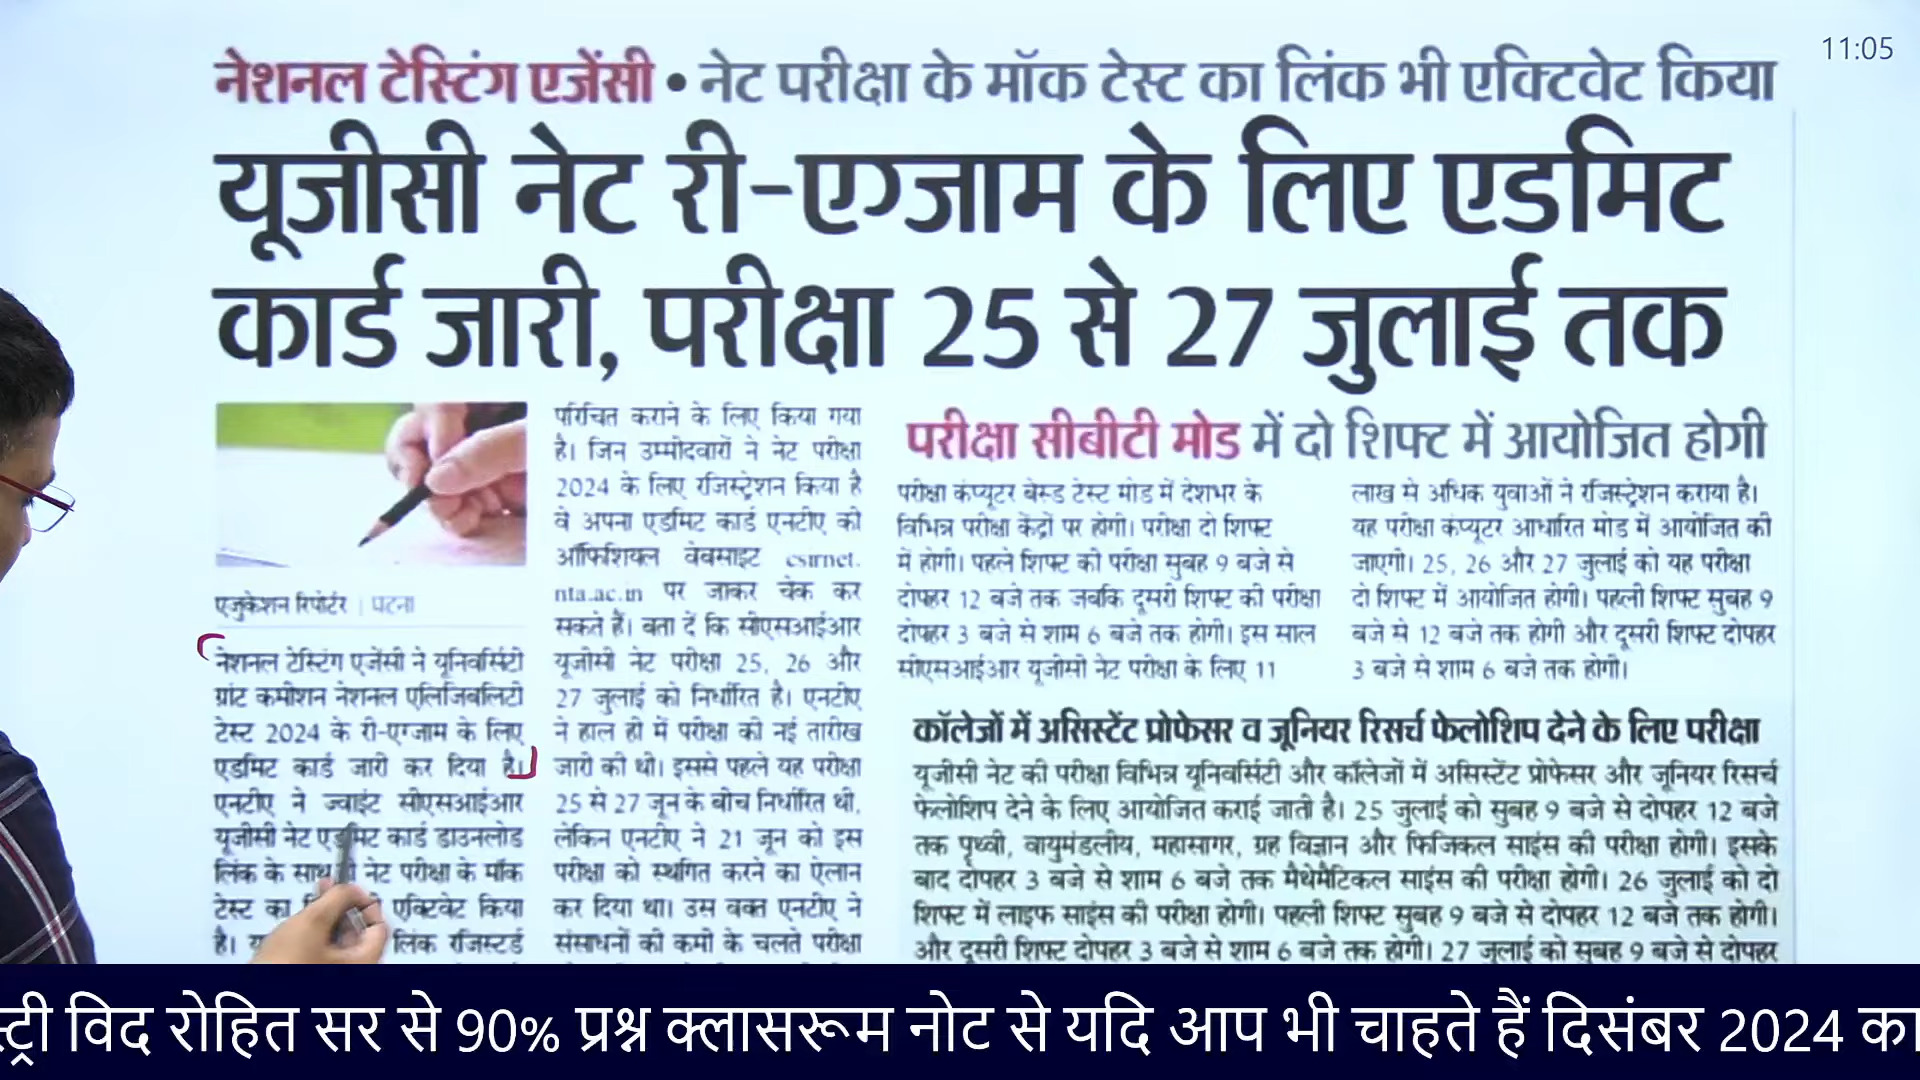 11:05
नेशनल टेस्टिंग एजेंसी • नेट परीक्षा के मॉक टेस्ट का लिंक भी एक्टिवेट किया
यूजीसी नेट री-एग्जाम के लिए एडमिट
कार्ड जारी, परीक्षा 25 से 27 जुलाई तक
एजुकेशन रिपोर्टर | पटना
नेशनल टेस्टिंग एजेंसी ने यूनिवर्सिटी
ग्रांट कमीशन नेशनल एलिजिबिलिटी
टेस्ट 2024 के री-एग्जाम के लिए
एडमिट कार्ड जारी कर दिया है।
एनटीए ने ज्वाइंट सीएसआईआर
यूजीसी नेट एडमिट कार्ड डाउनलोड
लिंक के साथ नेट परीक्षा के मॉक
टेस्ट का एक्टिवेट किया
है। लिंक रजिस्टर्ड
परिचित कराने के लिए किया गया
है। जिन उम्मीदवारों ने नेट परीक्षा
2024 के लिए रजिस्ट्रेशन किया है
वे अपना एडमिट कार्ड एनटीए की
ऑफिशियल वेबसाइट csirnet.
nta.ac.in पर जाकर चेक कर
सकते हैं। बता दें कि सीएसआईआर
यूजीसी नेट परीक्षा 25, 26 और
27 जुलाई को निर्धारित है। एनटीए
ने हाल ही में परीक्षा की नई तारीख
जारी की थी। इससे पहले यह परीक्षा
25 से 27 जून के बीच निर्धारित थी,
लेकिन एनटीए ने 21 जून को इस
परीक्षा को स्थगित करने का ऐलान
कर दिया था। उस वक्त एनटीए ने
संसाधनों की कमी के चलते परीक्षा
परीक्षा सीबीटी मोड में दो शिफ्ट में आयोजित होगी
परीक्षा कंप्यूटर बेस्ड टेस्ट मोड में देशभर के
विभिन्न परीक्षा केंद्रों पर होगी। परीक्षा दो शिफ्ट
में होगी। पहले शिफ्ट की परीक्षा सुबह 9 बजे से
दोपहर 12 बजे तक जबकि दूसरी शिफ्ट की परीक्षा
दोपहर 3 बजे से शाम 6 बजे तक होगी। इस साल
सीएसआईआर यूजीसी नेट परीक्षा के लिए 11
लाख से अधिक युवाओं ने रजिस्ट्रेशन कराया है।
यह परीक्षा कंप्यूटर आधारित मोड में आयोजित की
जाएगी। 25, 26 और 27 जुलाई को यह परीक्षा
दो शिफ्ट में आयोजित होगी। पहली शिफ्ट सुबह 9
बजे से 12 बजे तक होगी और दूसरी शिफ्ट दोपहर
3 बजे से शाम 6 बजे तक होगी।
कॉलेजों में असिस्टेंट प्रोफेसर व जूनियर रिसर्च फेलोशिप देने के लिए परीक्षा
यूजीसी नेट की परीक्षा विभिन्न यूनिवर्सिटी और कॉलेजों में असिस्टेंट प्रोफेसर और जूनियर रिसर्च
फेलोशिप देने के लिए आयोजित कराई जाती है। 25 जुलाई को सुबह 9 बजे से दोपहर 12 बजे
तक पृथ्वी, वायुमंडलीय, महासागर, ग्रह विज्ञान और फिजिकल साइंस की परीक्षा होगी। इसके
बाद दोपहर 3 बजे से शाम 6 बजे तक मैथेमैटिकल साइंस की परीक्षा होगी। 26 जुलाई को दो
शिफ्ट में लाइफ साइंस की परीक्षा होगी। पहली शिफ्ट सुबह 9 बजे से दोपहर 12 बजे तक होगी।
और दूसरी शिफ्ट दोपहर 3 बजे से शाम 6 बजे तक होगी। 27 जुलाई को सुबह 9 बजे से दोपहर
विद रोहित सर से 90% प्रश्न क्लासरूम नोट से यदि आप भी चाहते हैं दिसंबर 2024 का